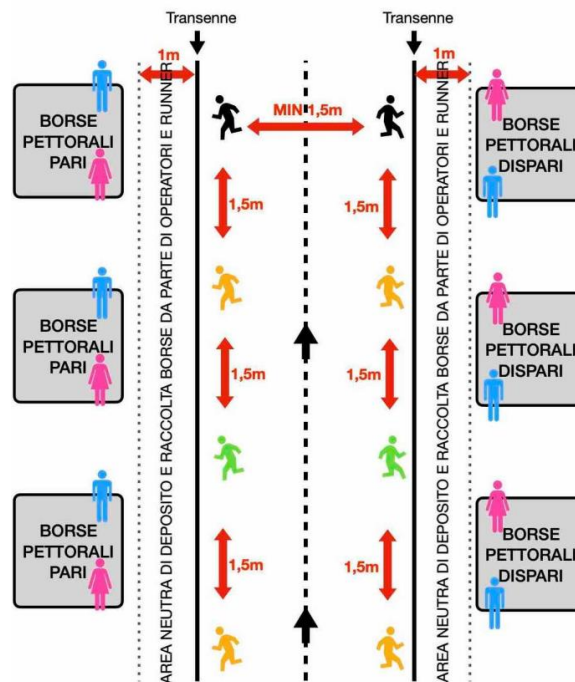 Transenne
Transenne
1m
1m
BORSE
PETTORALI
PARI
MIN 1,5m
BORSE
PETTORALI
DISPARI
1,5m
1,5m
AREA NEUTRA DI DEPOSITO E RACCOLTA BORSE DA PARTE DI OPERATORI E RUNNER
AREA NEUTRA DI DEPOSITO E RACCOLTA BORSE DA PARTE DI OPERATORI E RUNNER
BORSE
PETTORALI
PARI
1,5m
1,5m
BORSE
PETTORALI
DISPARI
BORSE
PETTORALI
PARI
1,5m
1,5m
BORSE
PETTORALI
DISPARI